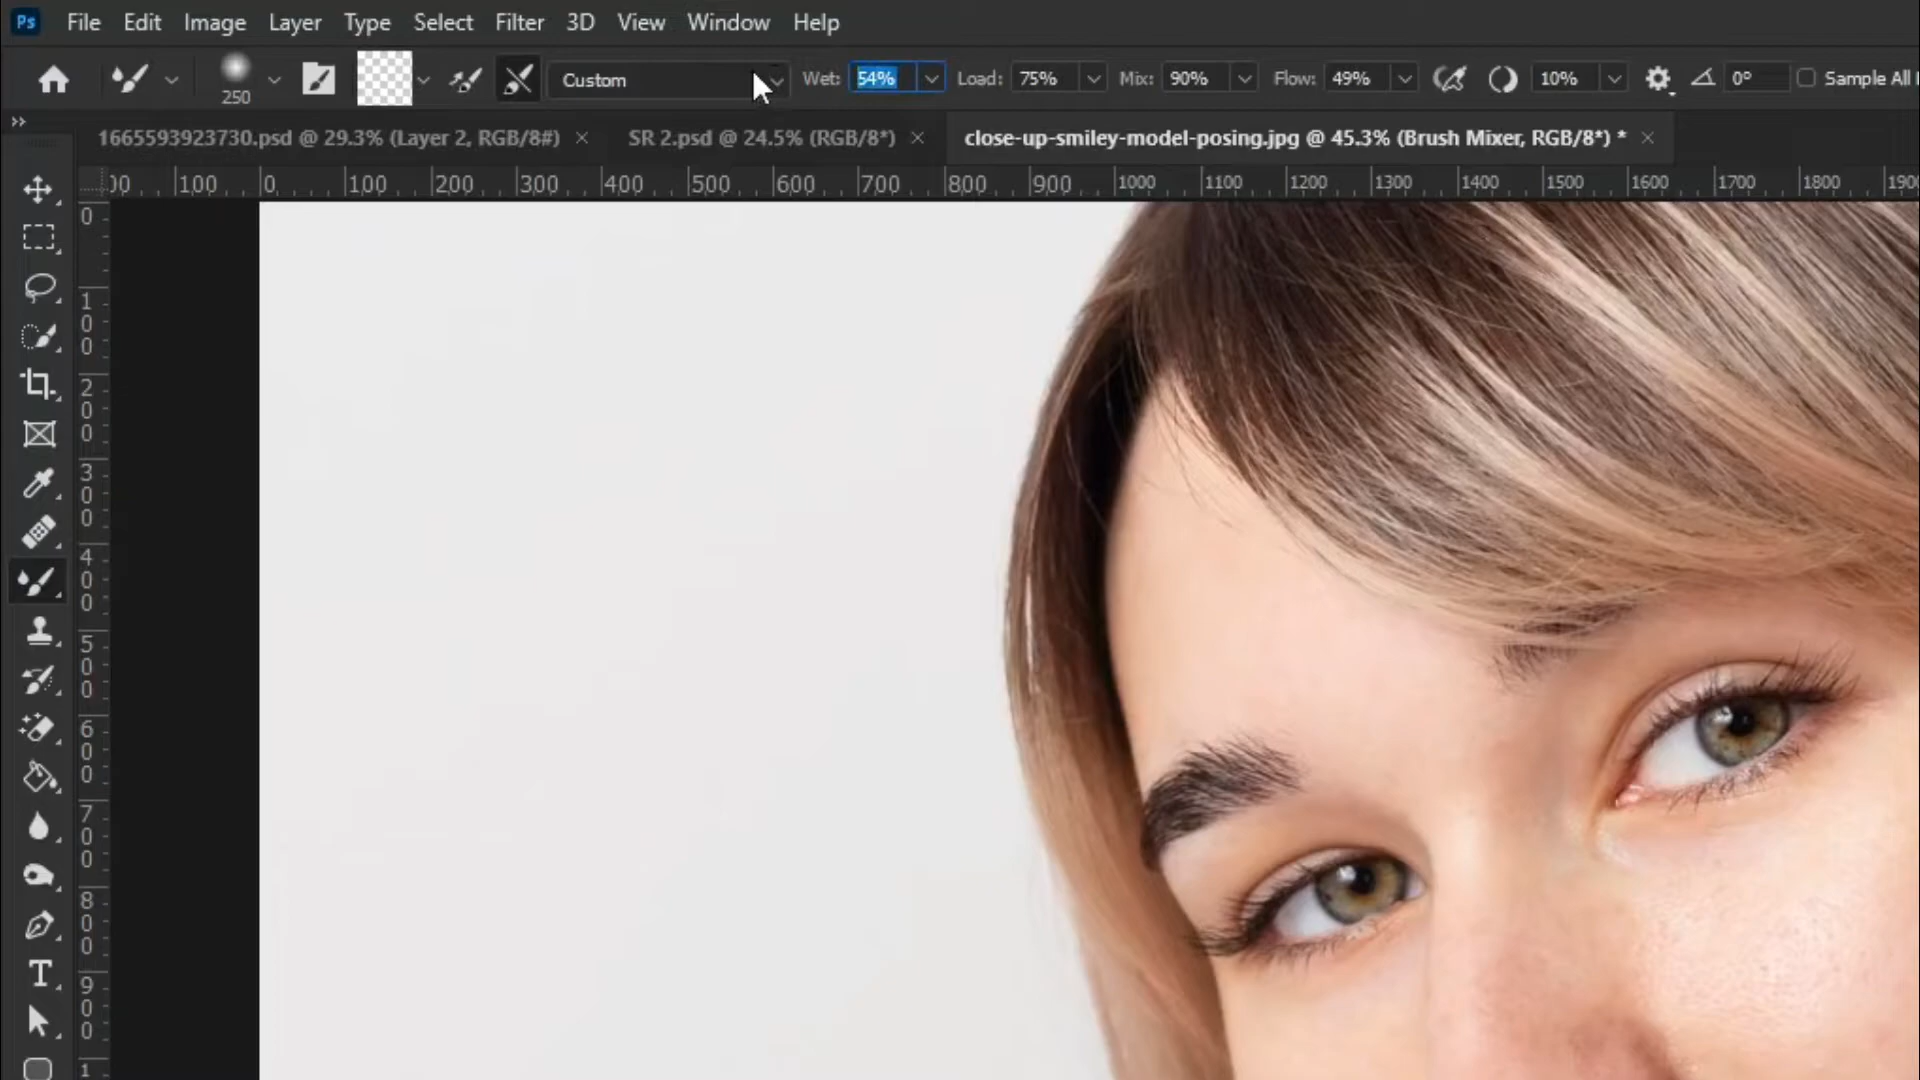 Ps File Edit Image Layer Type Select Filter 3D View Window Help
250 Custom Wet: 54% Load: 75% Mix: 90% Flow: 49% 10% 0° Sample All
1665593923730.psd @ 29.3% (Layer 2, RGB/8#) × SR 2.psd @ 24.5% (RGB/8*) × close-up-smiley-model-posing.jpg @ 45.3% (Brush Mixer, RGB/8*) * ×
00 100 0 100 200 300 400 500 600 700 800 900 1000 1100 1200 1300 1400 1500 1600 1700 1800 1900
0
100
200
300
400
500
600
700
800
900
1
T